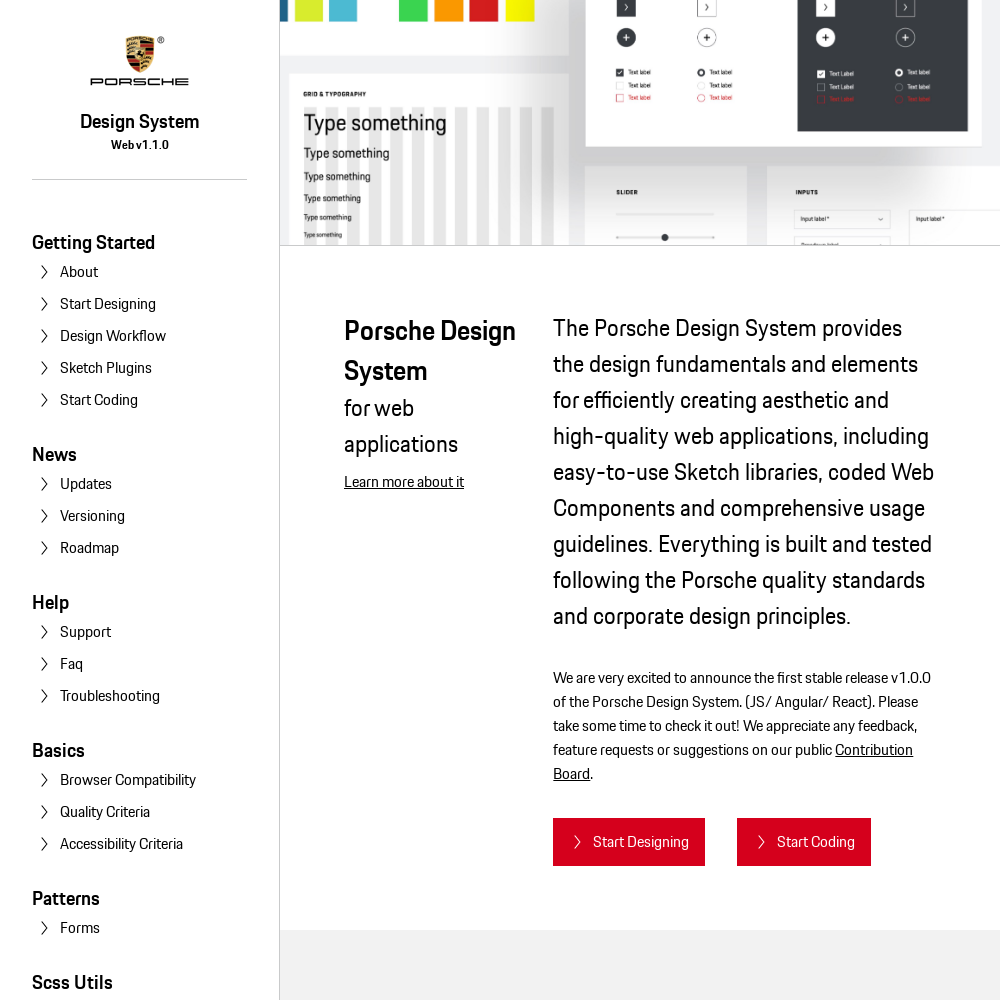 ®
PORSCHE
Design System
Web v1.1.0
Getting Started
About
Start Designing
Design Workflow
Sketch Plugins
Start Coding
News
Updates
Versioning
Roadmap
Help
Support
Faq
Troubleshooting
Basics
Browser Compatibility
Quality Criteria
Accessibility Criteria
Patterns
Forms
Scss Utils
GRID & TYPOGRAPHY
Type something
Type something
Type something
Type something
Type something
Type something
Text label
Text label
Text label
Text label
Text label
Text label
Text Label
Text Label
Text Label
Text label
Text label
Text label
SLIDER
INPUTS
Input label*
Input label*
Porsche Design
System
for web
applications
Learn more about it
The Porsche Design System provides
the design fundamentals and elements
for efficiently creating aesthetic and
high-quality web applications, including
easy-to-use Sketch libraries, coded Web
Components and comprehensive usage
guidelines. Everything is built and tested
following the Porsche quality standards
and corporate design principles.
We are very excited to announce the first stable release v1.0.0
of the Porsche Design System. (JS/ Angular/ React). Please
take some time to check it out! We appreciate any feedback,
feature requests or suggestions on our public Contribution
Board.
Start Designing
Start Coding